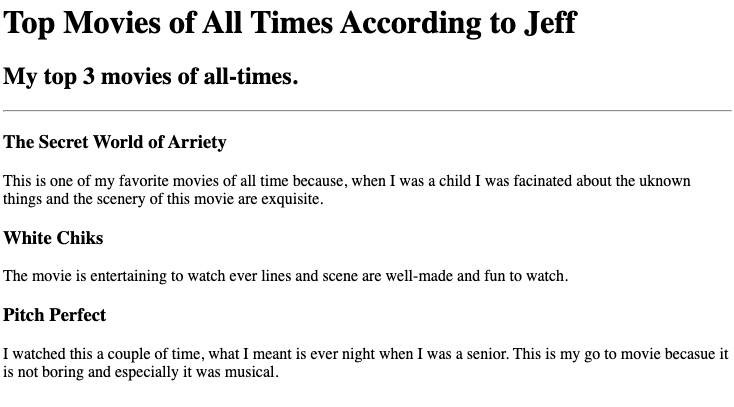 Top Movies of All Times According to Jeff
My top 3 movies of all-times.
The Secret World of Arriety
This is one of my favorite movies of all time because, when I was a child I was facinated about the uknown
things and the scenery of this movie are exquisite.
White Chiks
The movie is entertaining to watch ever lines and scene are well-made and fun to watch.
Pitch Perfect
I watched this a couple of time, what I meant is ever night when I was a senior. This is my go to movie becasue it
is not boring and especially it was musical.